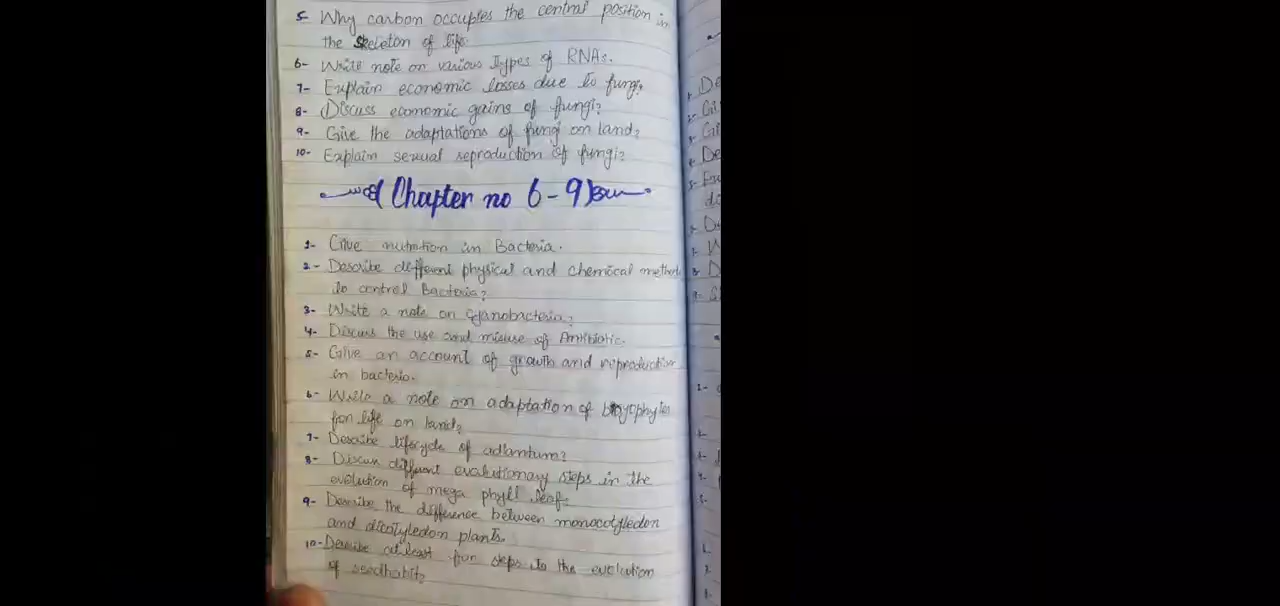 5- Why carbon occupies the central position in
the Skeleton of life.
6- Write note on various Types of RNAs.
7- Explain economic losses due to fungi?
8- Discuss economic gains of fungi?
9- Give the adaptations of fungi on land?
10- Explain sexual reproduction of fungi?
(Chapter no 6-9)
1- Give nutrition in Bacteria.
2- Describe different physical and chemical method
to control Bacteria?
3- Write a note on cyanobacteria?
4- Discuss the use and misuse of Antibiotic.
5- Give an account of growth and reproduction
in bacteria.
6- Write a note on adaptation of bryophytes
for life on land?
7- Describe lifecycle of adiantum?
8- Discuss different evolutionary steps in the
evolution of mega phyll leaf.
9- Describe the difference between monocotyledon
and dicotyledon plants.
10- Describe atleast four steps to the evolution
of seedhabit?